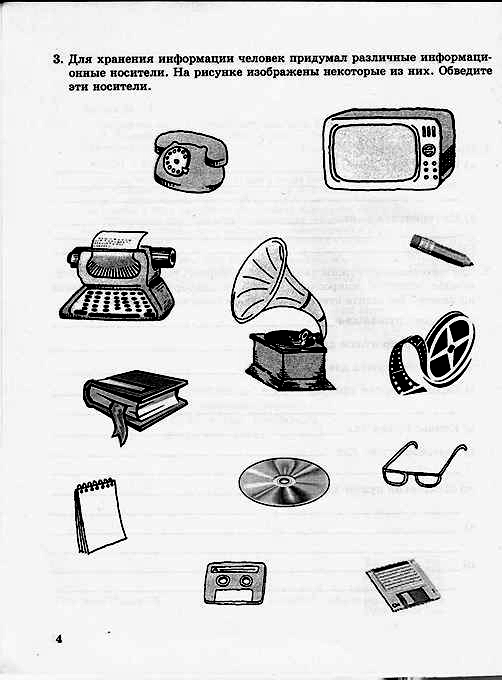 3. Для хранения информации человек придумал различные информаци-
онные носители. На рисунке изображены некоторые из них. Обведите
эти носители.
4